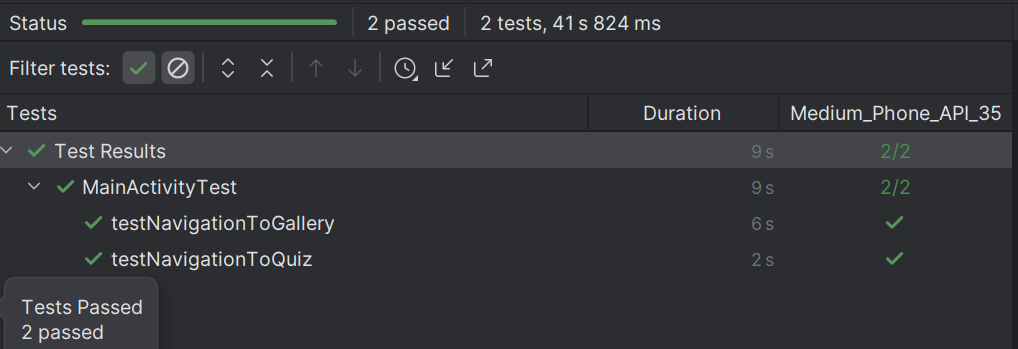 Status 2 passed 2 tests, 41 s 824 ms
Filter tests:
Tests Duration Medium_Phone_API_35
Test Results 9 s 2/2
MainActivityTest 9 s 2/2
testNavigationToGallery 6 s
testNavigationToQuiz 2 s
Tests Passed
2 passed